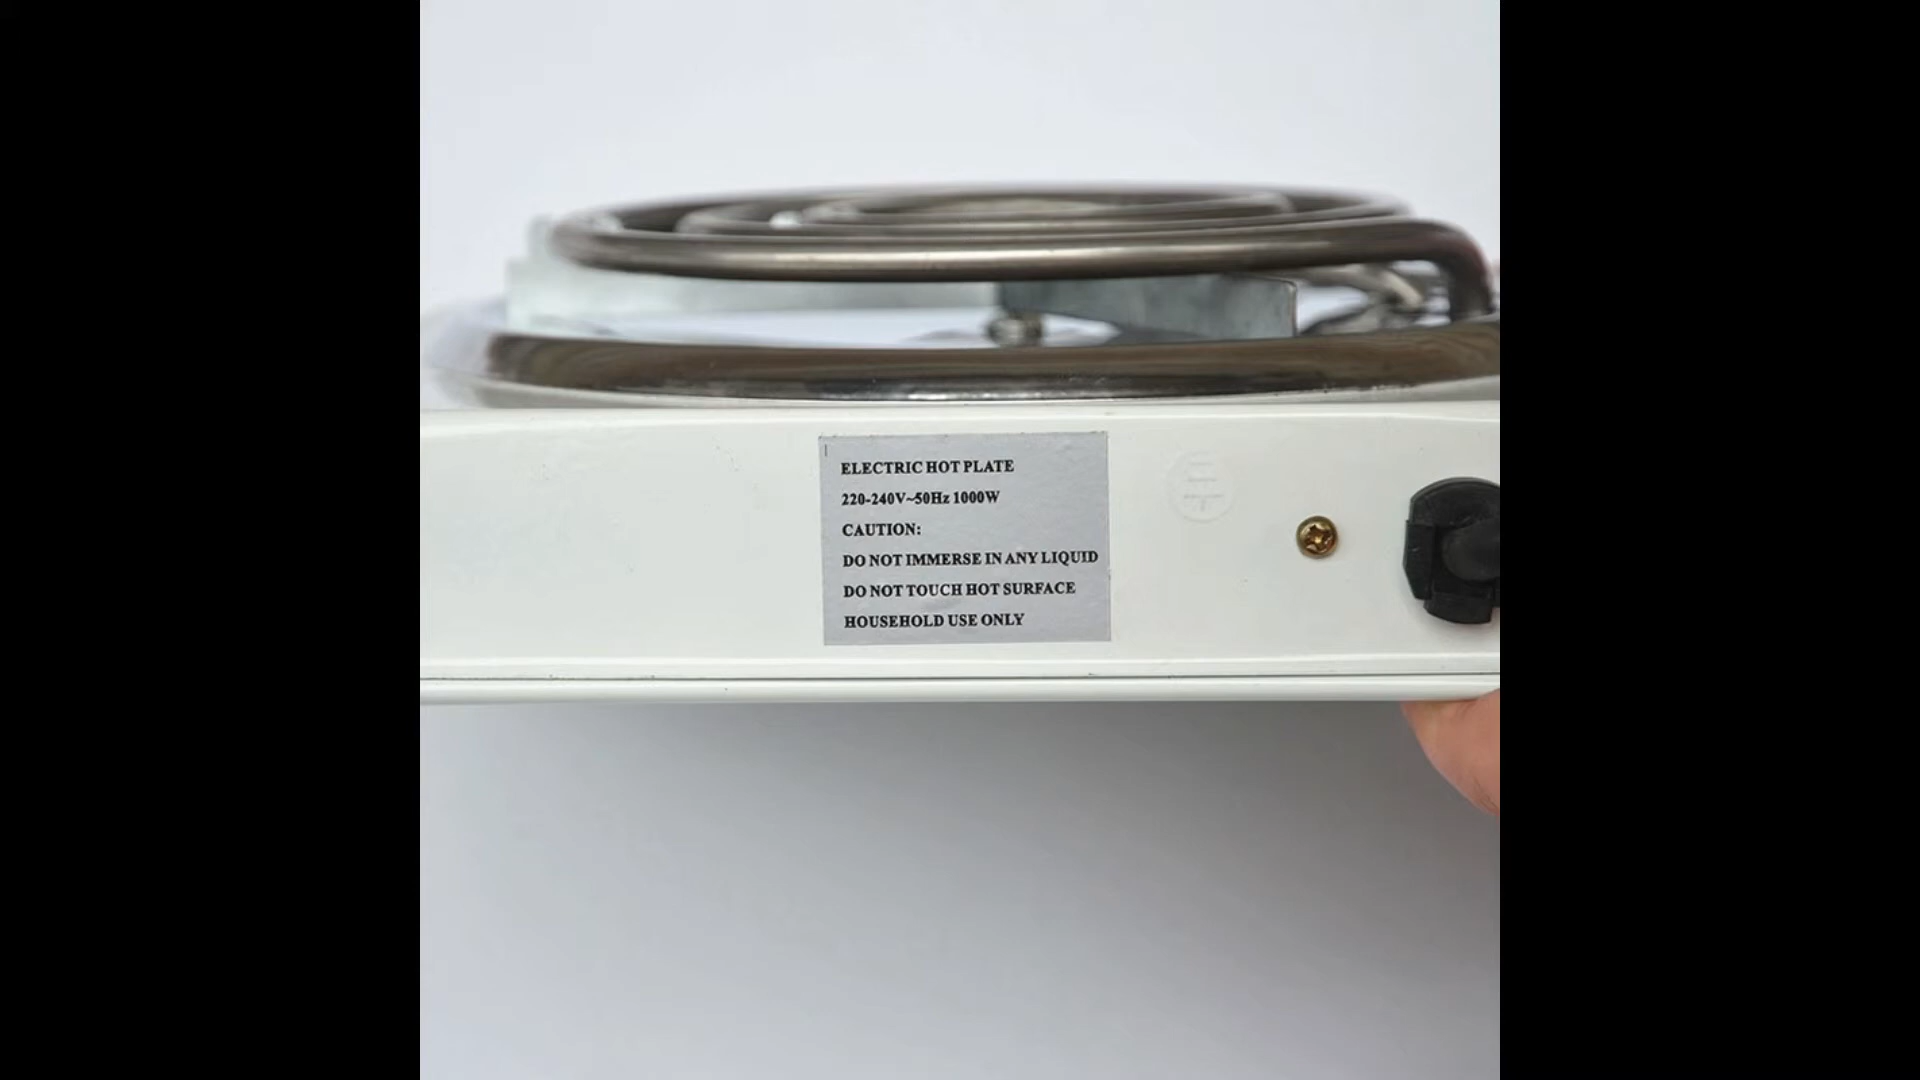 ELECTRIC HOT PLATE
220-240V~50Hz 1000W
CAUTION:
DO NOT IMMERSE IN ANY LIQUID
DO NOT TOUCH HOT SURFACE
HOUSEHOLD USE ONLY